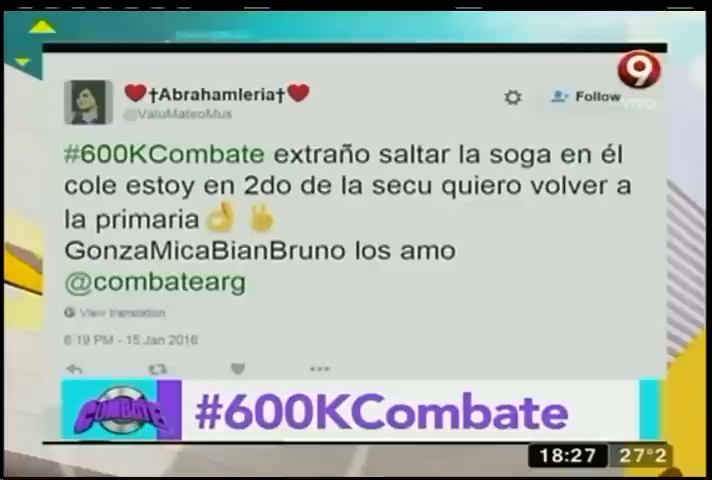 9
VIVO
❤†Abrahamleria†❤
@ValuMateoMus
Follow
#600KCombate extraño saltar la soga en él
cole estoy en 2do de la secu quiero volver a
la primaria👌✌
GonzaMicaBianBruno los amo
@combatearg
View translation
6:19 PM - 15 Jan 2016
COMBATE
#600KCombate
18:27 27°2